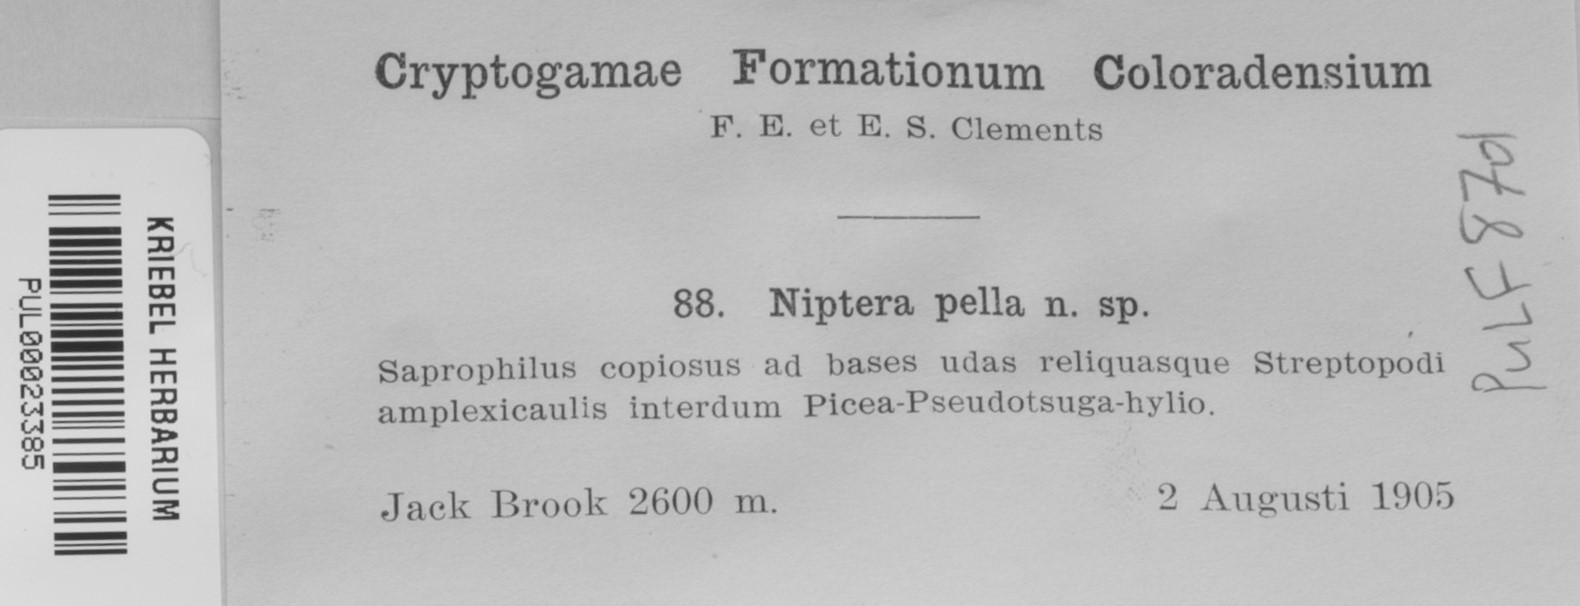 Cryptogamae Formationum Coloradensium
F. E. et E. S. Clements
88. Niptera pella n. sp.
Saprophilus copiosus ad bases udas reliquasque Streptopodi
amplexicaulis interdum Picea-Pseudotsuga-hylio.
Jack Brook 2600 m. 2 Augusti 1905
KRIEBEL HERBARIUM
PUL00023385
PUL F 8701